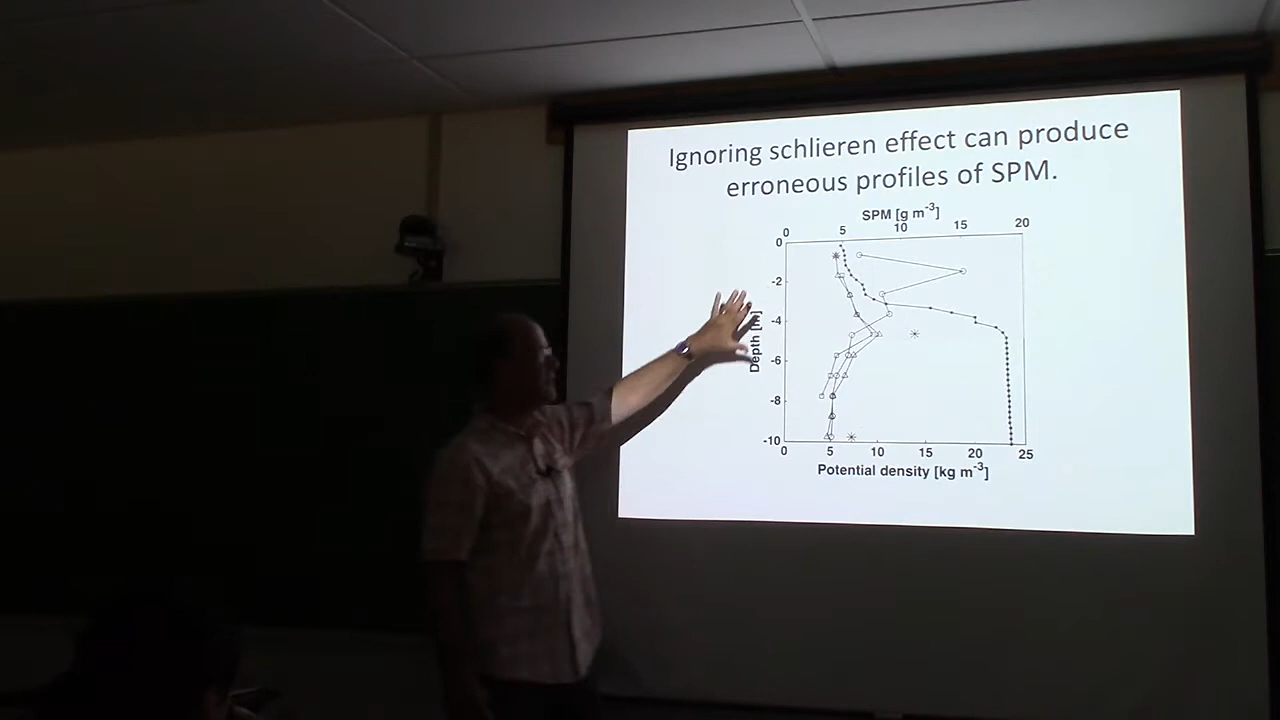 Ignoring schlieren effect can produce
erroneous profiles of SPM.
SPM [g m-3]
0 5 10 15 20
0
-2
-4
-6
-8
-10
Depth [m]
0 5 10 15 20 25
Potential density [kg m-3]